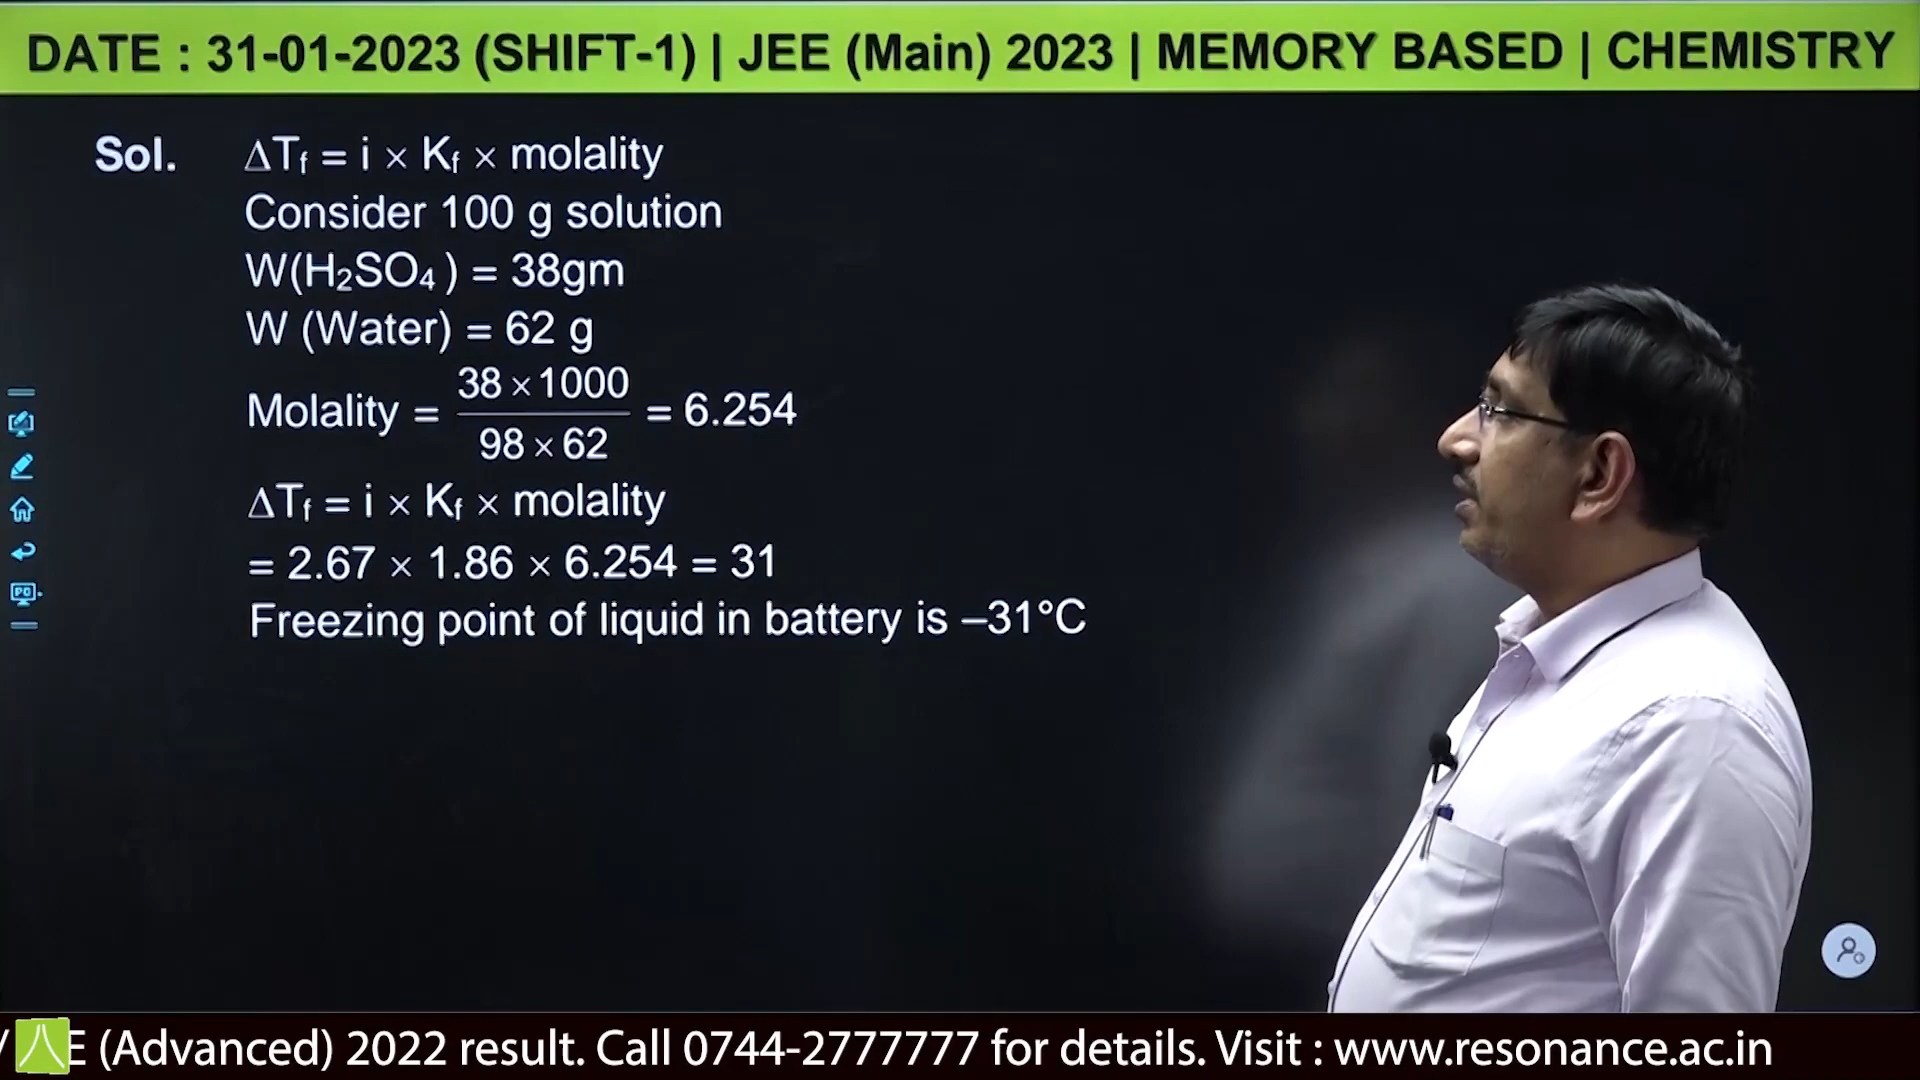 DATE : 31-01-2023 (SHIFT-1) | JEE (Main) 2023 | MEMORY BASED | CHEMISTRY
Sol. ΔTf = i × Kf × molality
Consider 100 g solution
W(H₂SO₄ ) = 38gm
W (Water) = 62 g
Molality = 38 × 1000 / 98 × 62 = 6.254
ΔTf = i × Kf × molality
= 2.67 × 1.86 × 6.254 = 31
Freezing point of liquid in battery is –31°C
E (Advanced) 2022 result. Call 0744-2777777 for details. Visit : www.resonance.ac.in